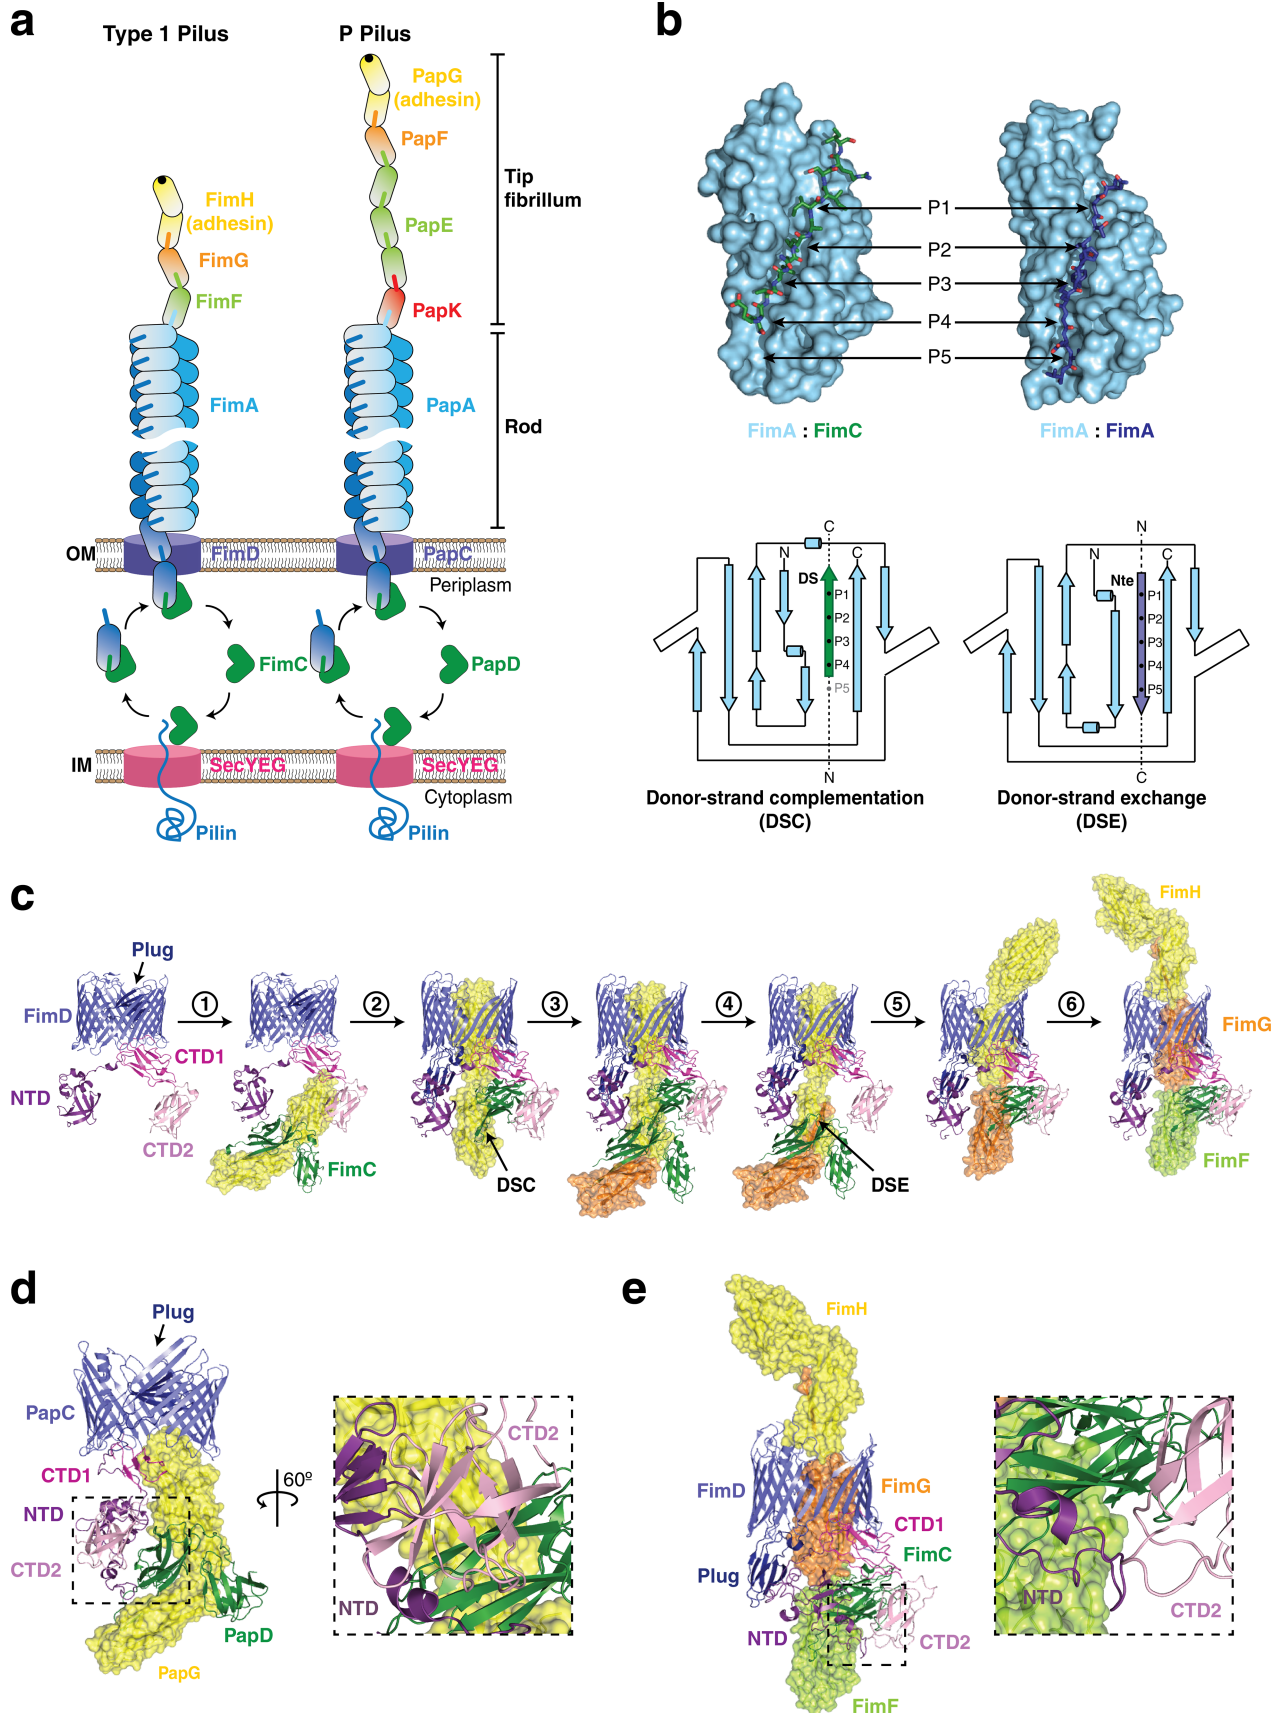 a
Type 1 Pilus
P Pilus
PapG
(adhesin)
PapF
PapE
PapK
Tip
fibrillum
FimH
(adhesin)
FimG
FimF
FimA
PapA
Rod
OM
FimD
PapC
Periplasm
FimC
PapD
IM
SecYEG
SecYEG
Cytoplasm
Pilin
Pilin
b
P1
P2
P3
P4
P5
FimA : FimC
FimA : FimA
C
N
C
DS
P1
P2
P3
P4
P5
N
Donor-strand complementation
(DSC)
N
N
C
Nte
P1
P2
P3
P4
P5
C
Donor-strand exchange
(DSE)
c
Plug
FimD
CTD1
NTD
CTD2
1
2
3
4
5
6
FimC
DSC
DSE
FimH
FimG
FimF
d
Plug
PapC
CTD1
NTD
CTD2
PapD
PapG
60º
CTD2
NTD
e
FimH
FimD
FimG
CTD1
FimC
Plug
NTD
CTD2
FimF
NTD
CTD2